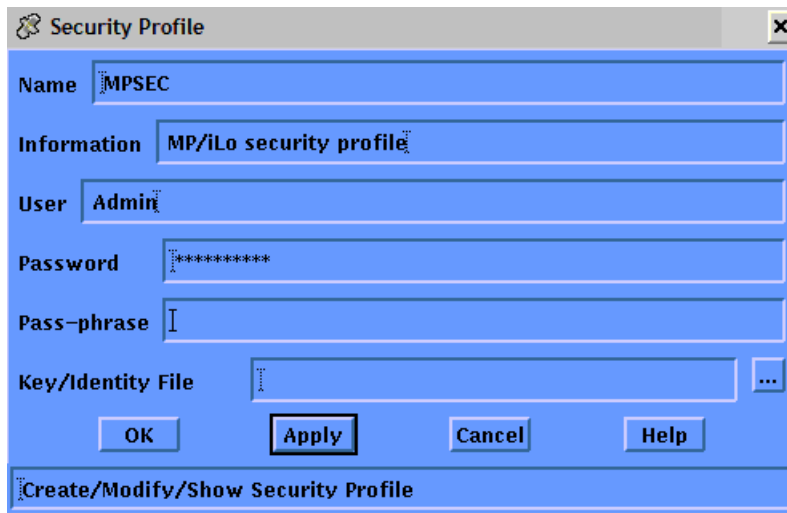 Security Profile
Name MPSEC
Information MP/iLo security profile
User Admin
Password **********
Pass-phrase
Key/Identity File ...
OK Apply Cancel Help
Create/Modify/Show Security Profile